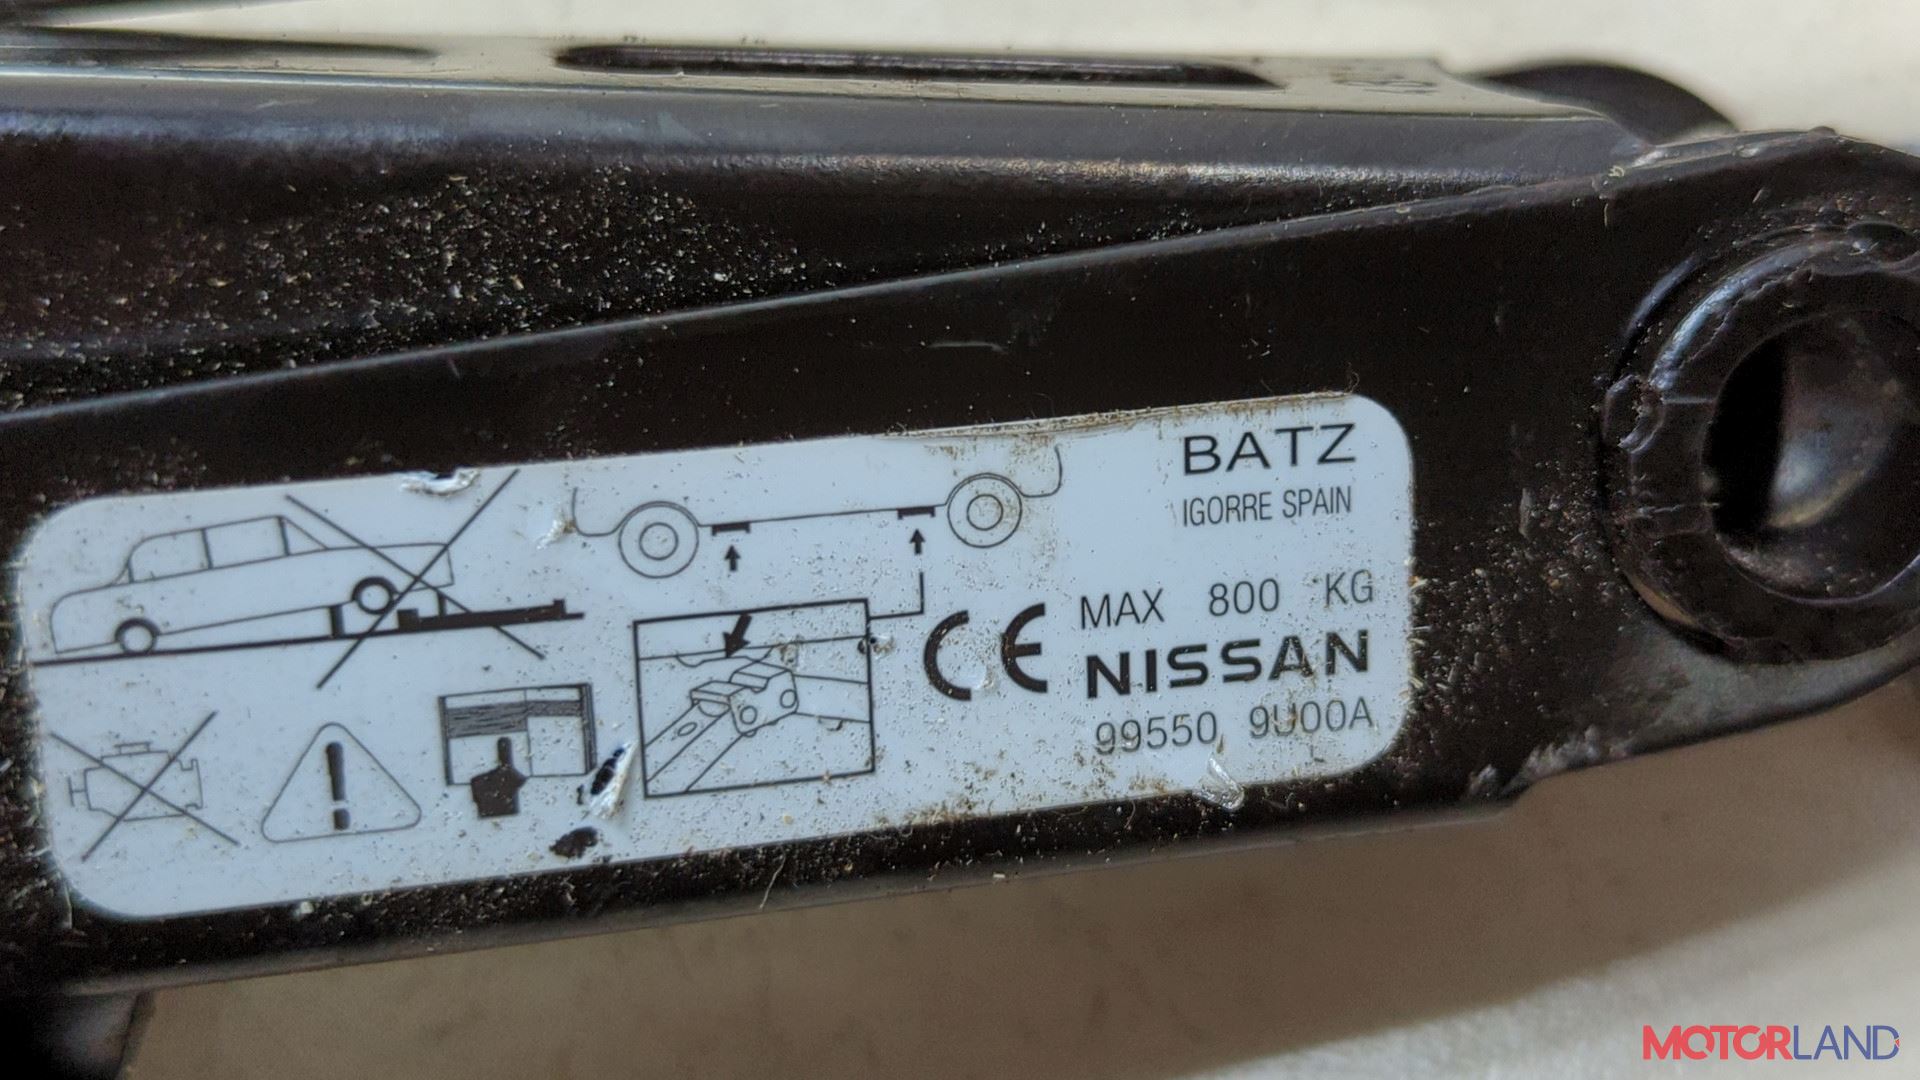 BATZ
IGORRE SPAIN
MAX 800 KG
CE
NISSAN
99550 9U00A
MOTORLAND